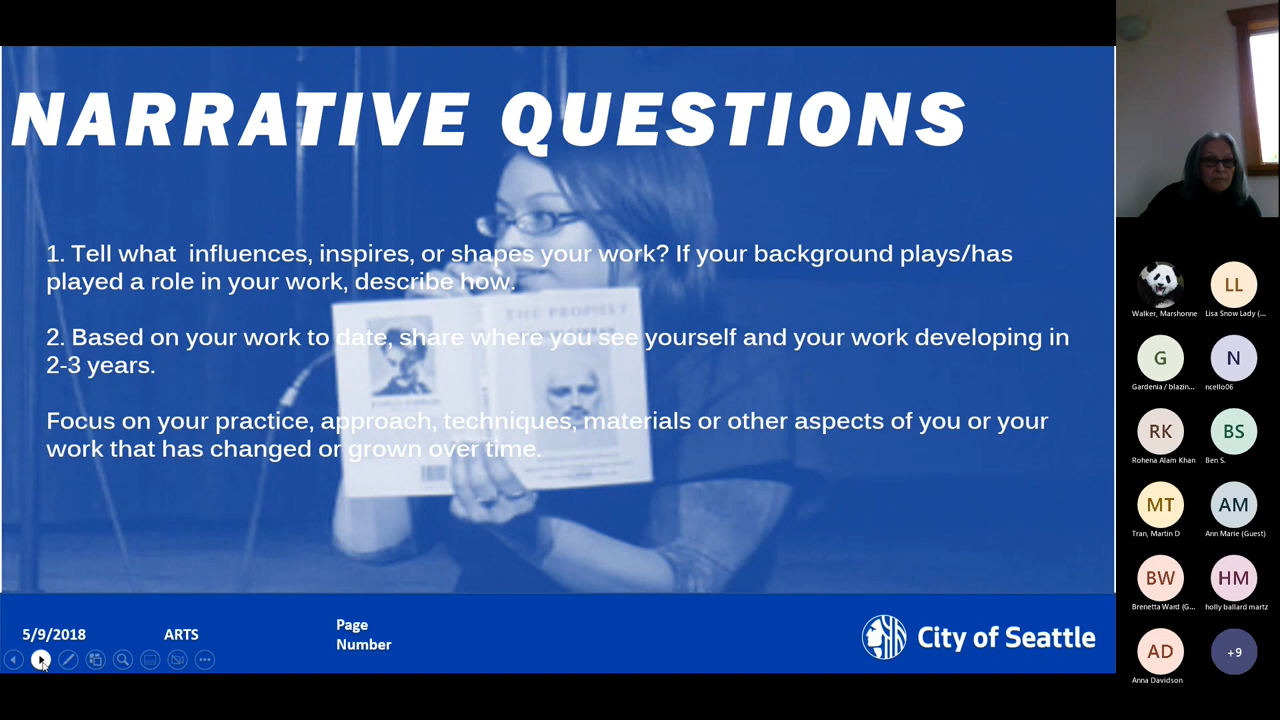 NARRATIVE QUESTIONS
1. Tell what  influences, inspires, or shapes your work? If your background plays/has
played a role in your work, describe how.
2. Based on your work to date, share where you see yourself and your work developing in
2-3 years.
Focus on your practice, approach, techniques, materials or other aspects of you or your
work that has changed or grown over time.
THE PROPHET
5/9/2018
ARTS
Page
Number
City of Seattle
Walker, Marshonne
LL
Lisa Snow Lady (...
G
Gardenia / blazin...
N
ncello06
RK
Rohena Alam Khan
BS
Ben S.
MT
Tran, Martin D
AM
Ann Marie (Guest)
BW
Brenetta Ward (G...
HM
holly ballard martz
AD
Anna Davidson
+9